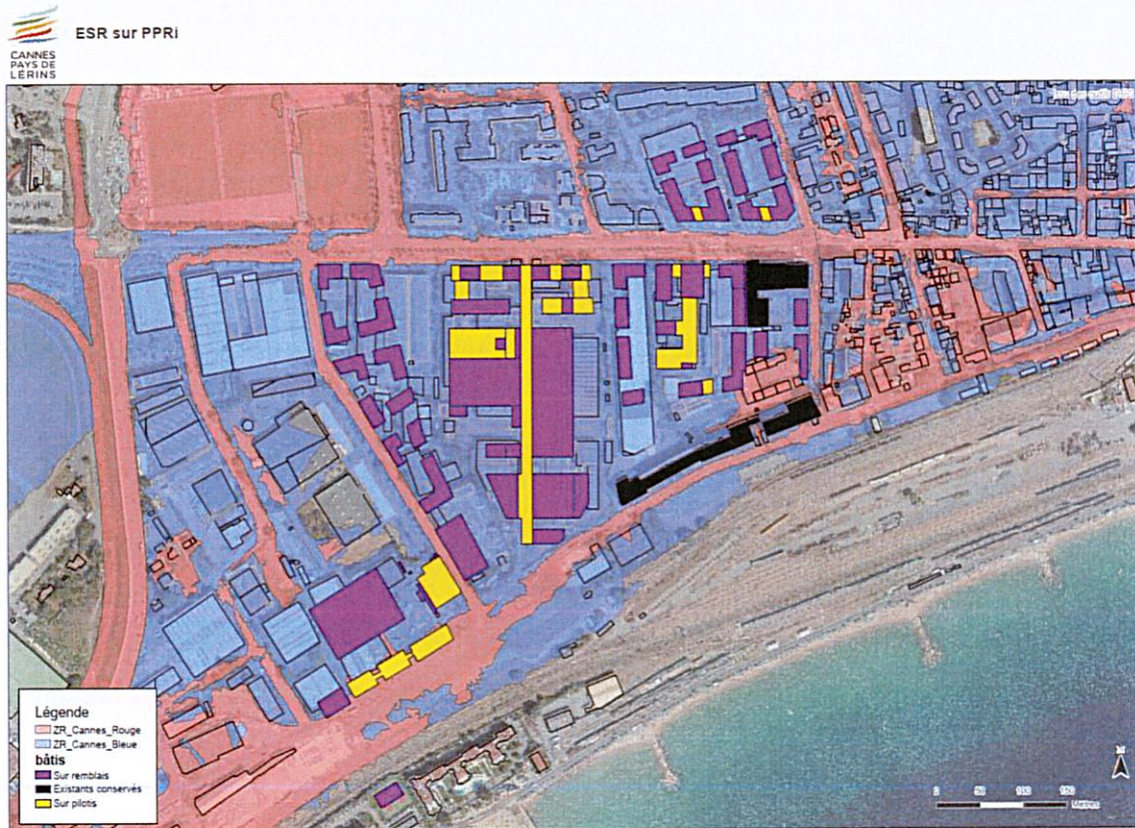 ESR sur PPRi
CANNES
PAYS DE
LÉRINS
Légende
ZR_Cannes_Rouge
ZR_Cannes_Bleue
bâtis
Sur remblais
Existants conservés
Sur pilotis
N
0 50 100 150
Mètres